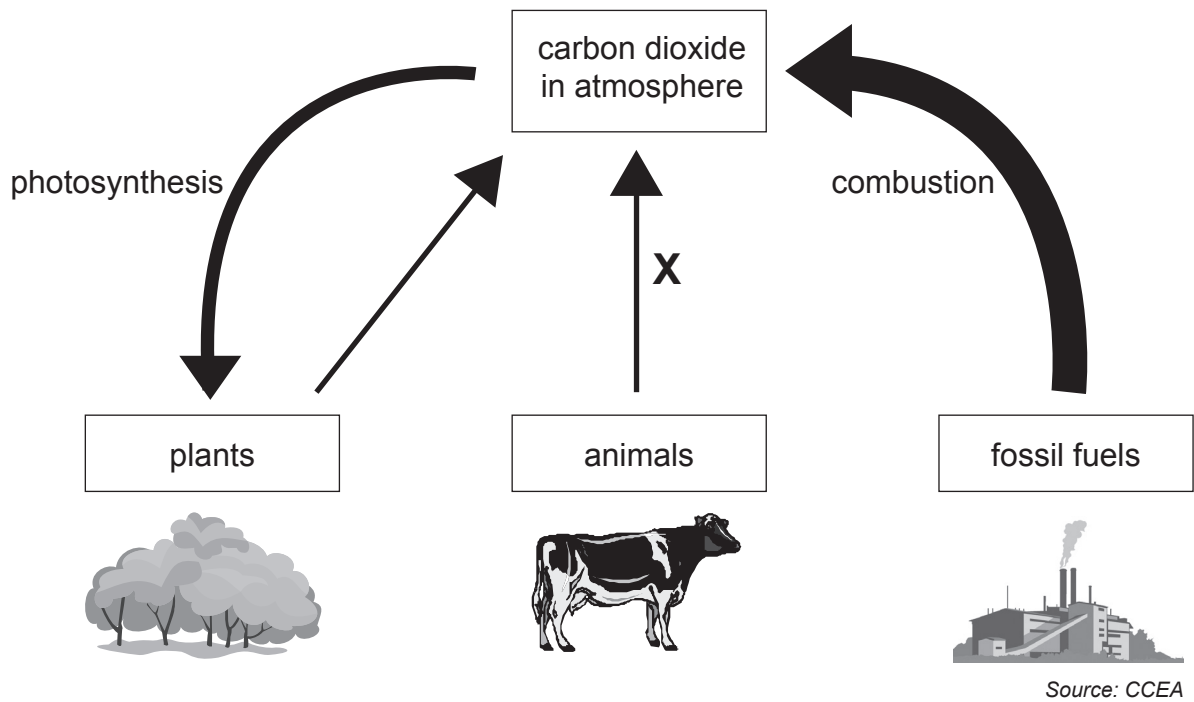 carbon dioxide
in atmosphere
photosynthesis
combustion
X
plants
animals
fossil fuels
Source: CCEA